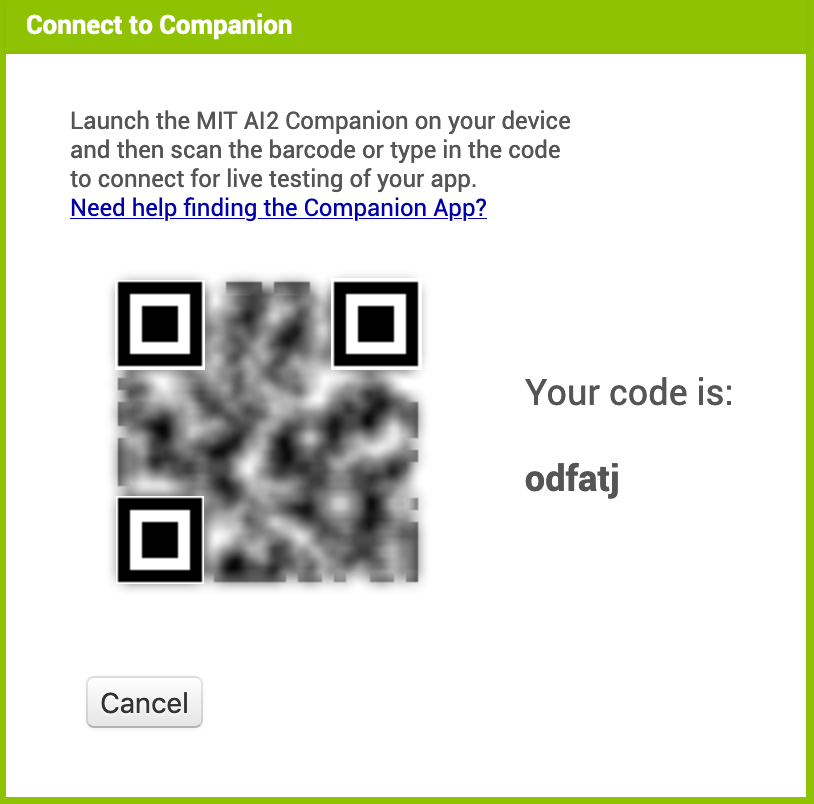 Connect to Companion
Launch the MIT AI2 Companion on your device
and then scan the barcode or type in the code
to connect for live testing of your app.
Need help finding the Companion App?
Your code is:
odfatj
Cancel